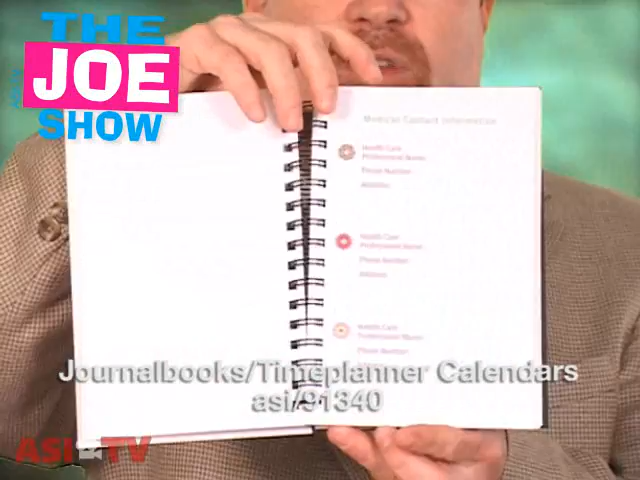 THE
JOE
SHOW
Medical Contact Information
Health Care
Professional Name
Phone Number
Address
Health Care
Professional Name
Phone Number
Address
Health Care
Professional Name
Phone Number
Journalbooks/Timeplanner Calendars
asi/91340
ASI TV